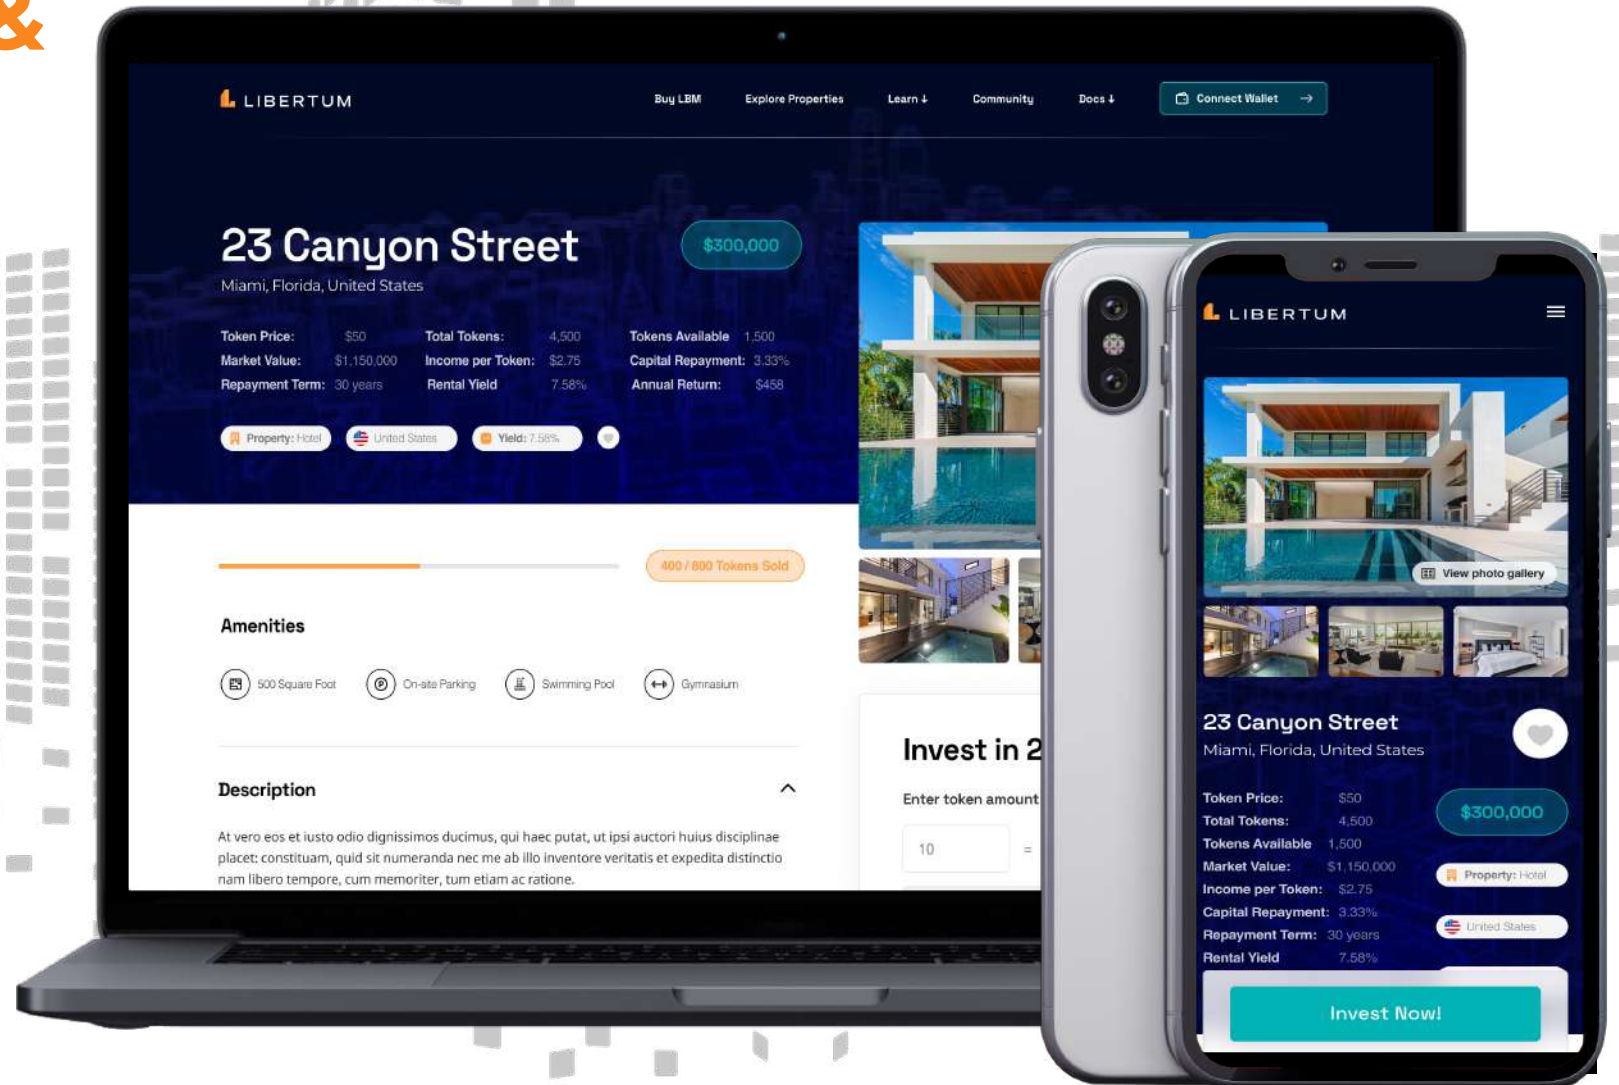 &
LIBERTUM
Buy LBM Explore Properties Learn ↓ Community Docs ↓ Connect Wallet →
23 Canyon Street $300,000
Miami, Florida, United States
Token Price: $50 Total Tokens: 4,500 Tokens Available 1,500
Market Value: $1,150,000 Income per Token: $2.75 Capital Repayment: 3.33%
Repayment Term: 30 years Rental Yield 7.58% Annual Return: $458
Property: Hotel United States Yield: 7.58%
400 / 800 Tokens Sold
Amenities
500 Square Foot On-site Parking Swimming Pool Gymnasium
Description
At vero eos et iusto odio dignissimos ducimus, qui haec putat, ut ipsi auctori huius disciplinae
placet: constituam, quid sit numeranda nec me ab illo inventore veritatis et expedita distinctio
nam libero tempore, cum memoriter, tum etiam ac ratione.
Invest in 2
Enter token amount
10 =
LIBERTUM
View photo gallery
23 Canyon Street
Miami, Florida, United States
Token Price: $50
Total Tokens: 4,500
Tokens Available 1,500
Market Value: $1,150,000
Income per Token: $2.75
Capital Repayment: 3.33%
Repayment Term: 30 years
Rental Yield 7.58%
$300,000
Property: Hotel
United States
Invest Now!